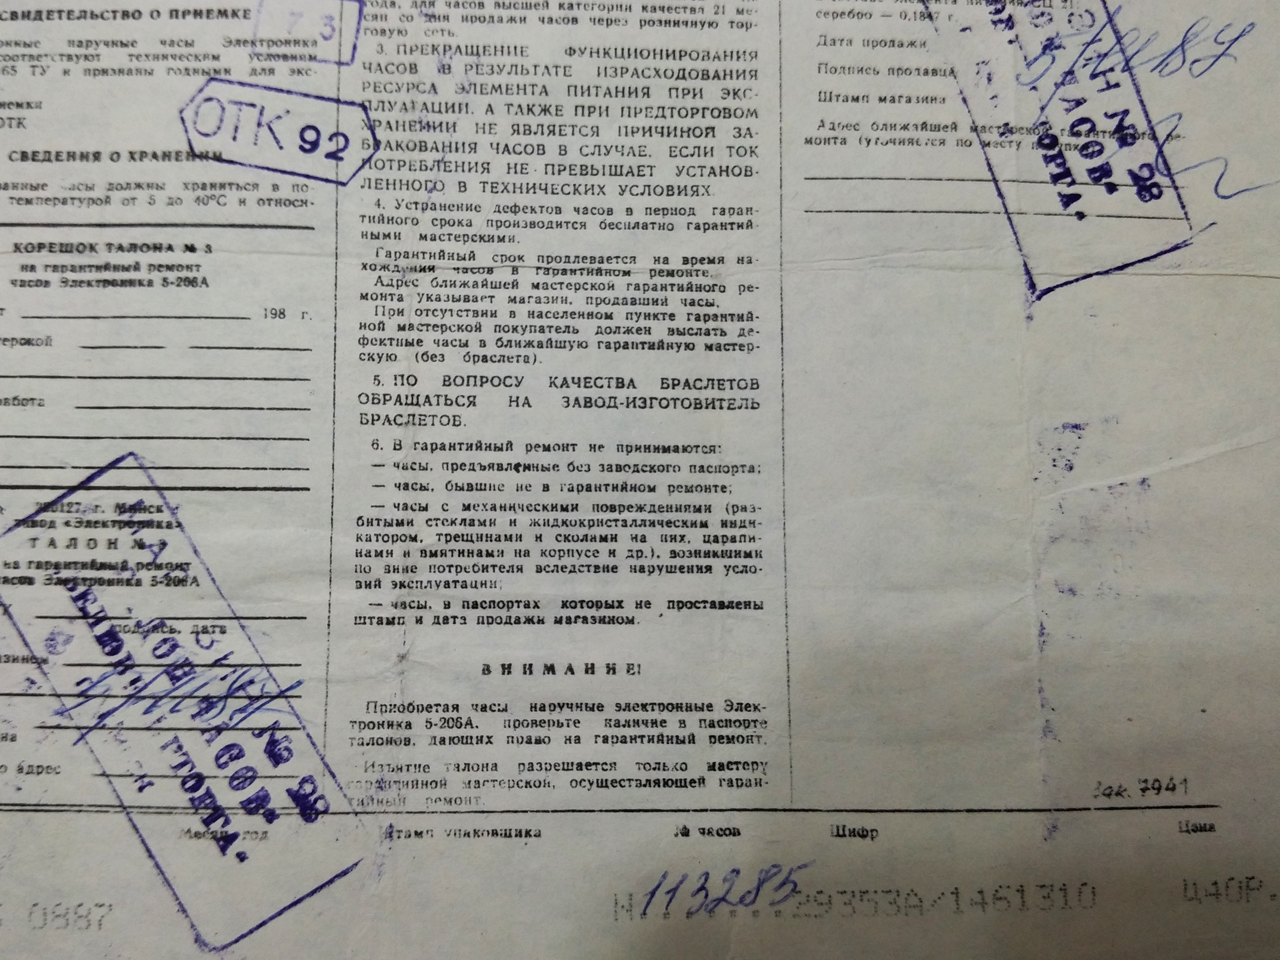 СВИДЕТЕЛЬСТВО О ПРИЕМКЕ
наручные часы Электроника
соответствуют техническим условиям
65 ТУ и признаны годными для экс-
ОТК
ОТК 92
СВЕДЕНИЯ О ХРАНЕНИИ
часы должны храниться в по-
температурой от 5 до 40°С и относи-
КОРЕШОК ТАЛОНА № 3
на гарантийный ремонт
часов Электроника 5-206А
198 г.
220127, г. Минск
завод «Электроника»
ТАЛОН №
на гарантийный ремонт
часов Электроника 5-206А
подпись, дата
адрес
года, для часов высшей категории качества 21 ме-
сяц со дня продажи часов через розничную тор-
говую сеть.
3. ПРЕКРАЩЕНИЕ ФУНКЦИОНИРОВАНИЯ
ЧАСОВ В РЕЗУЛЬТАТЕ ИЗРАСХОДОВАНИЯ
РЕСУРСА ЭЛЕМЕНТА ПИТАНИЯ ПРИ ЭКС-
ПЛУАТАЦИИ, А ТАКЖЕ ПРИ ПРЕДТОРГОВОМ
ХРАНЕНИИ НЕ ЯВЛЯЕТСЯ ПРИЧИНОЙ ЗА-
БРАКОВАНИЯ ЧАСОВ В СЛУЧАЕ, ЕСЛИ ТОК
ПОТРЕБЛЕНИЯ НЕ ПРЕВЫШАЕТ УСТАНОВ-
ЛЕННОГО В ТЕХНИЧЕСКИХ УСЛОВИЯХ
4. Устранение дефектов часов в период гаран-
тийного срока производится бесплатно гарантий-
ными мастерскими.
Гарантийный срок продлевается на время на-
хождения часов в гарантийном ремонте.
Адрес ближайшей мастерской гарантийного ре-
монта указывает магазин, продавший часы.
При отсутствии в населенном пункте гарантий-
ной мастерской покупатель должен выслать де-
фектные часы в ближайшую гарантийную мастер-
скую (без браслета).
5. ПО ВОПРОСУ КАЧЕСТВА БРАСЛЕТОВ
ОБРАЩАТЬСЯ НА ЗАВОД-ИЗГОТОВИТЕЛЬ
БРАСЛЕТОВ.
6. В гарантийный ремонт не принимаются:
— часы, предъявленные без заводского паспорта;
— часы, бывшие не в гарантийном ремонте;
— часы с механическими повреждениями (раз-
битыми стеклами и жидкокристаллическим инди-
катором, трещинами и сколами на них, царапи-
нами и вмятинами на корпусе и др.), возникшими
по вине потребителя вследствие нарушения усло-
вий эксплуатации;
— часы, в паспортах которых не проставлены
штамп и дата продажи магазином.
ВНИМАНИЕ!
Приобретая часы наручные электронные Элек-
троника 5-206А, проверьте наличие в паспорте
талонов, дающих право на гарантийный ремонт.
Изъятие талона разрешается только мастеру
гарантийной мастерской, осуществляющей гаран-
тийный ремонт.
серебро — 0,1847 г.
Дата продажи
Подпись продавца
Штамп магазина
Адрес ближайшей мастерской гарантийного ре-
монта (уточняется по месту покупки)
Н № 28
ЧАСОВ.
ТОРГА.
№ 28
ЧАСОВ.
ТОРГА.
Зак. 7941
Месяц год
Штамп упаковщика
№ часов
Шифр
Цена
0887
N 113285 29353А/1461310
Ц40Р.